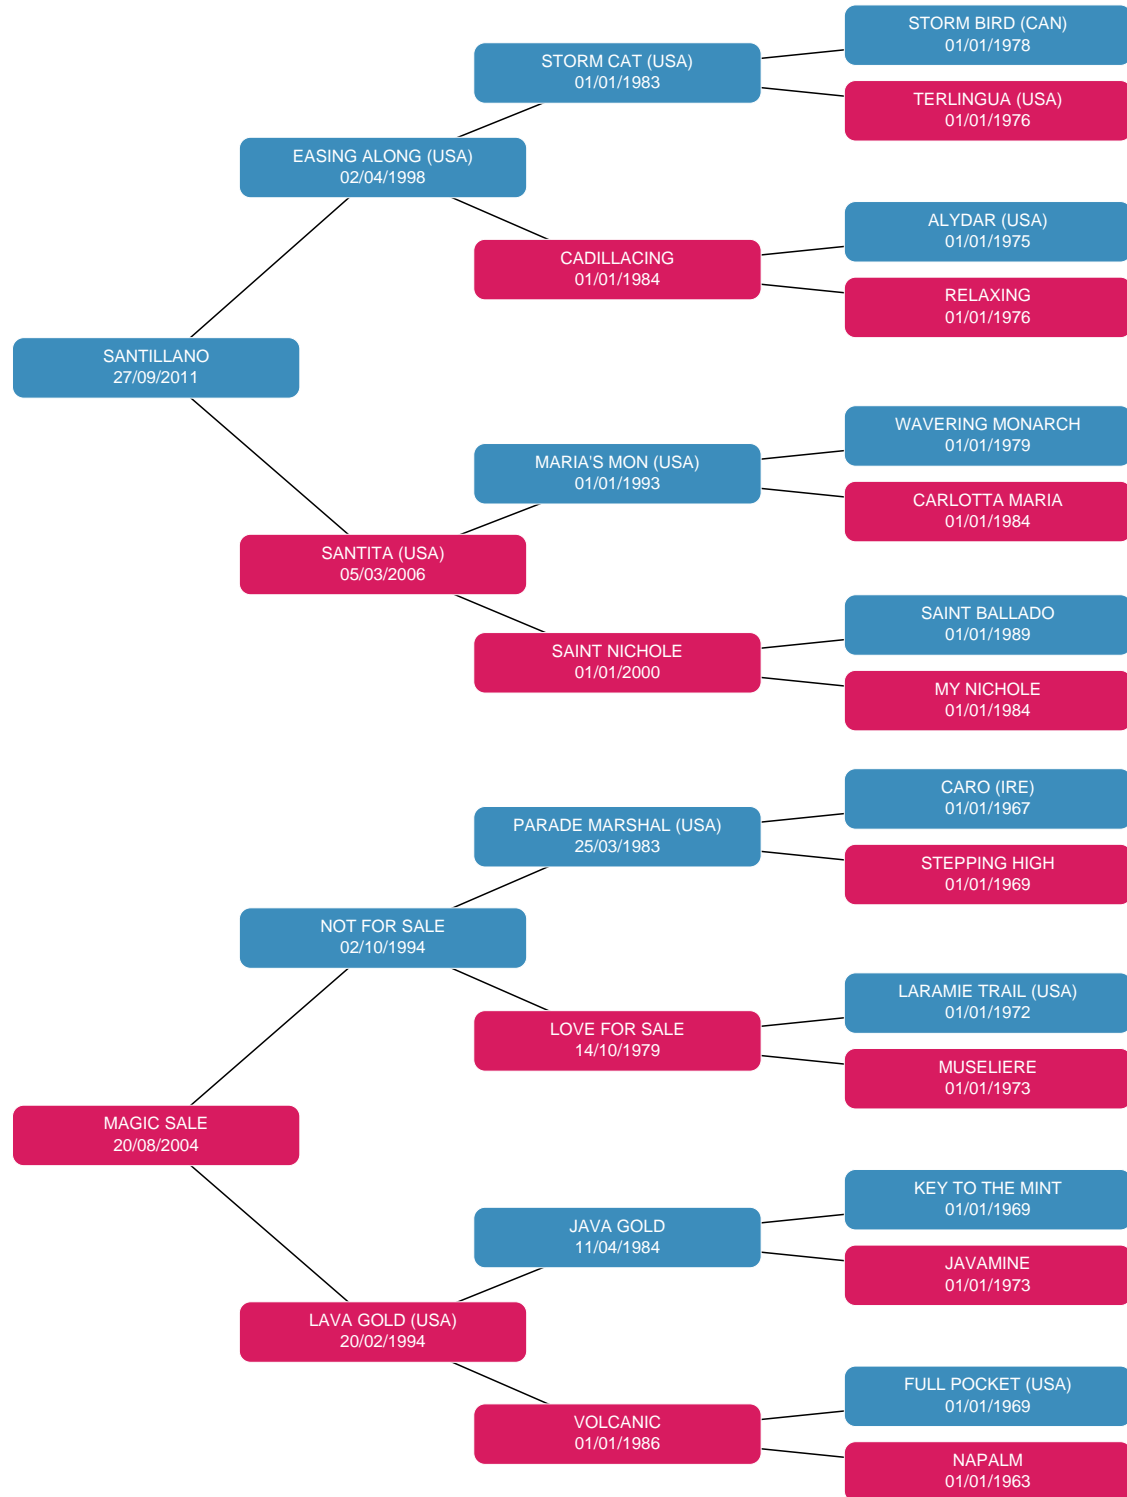 STORM BIRD (CAN)
01/01/1978
STORM CAT (USA)
01/01/1983
TERLINGUA (USA)
01/01/1976
EASING ALONG (USA)
02/04/1998
ALYDAR (USA)
01/01/1975
CADILLACING
01/01/1984
RELAXING
01/01/1976
SANTILLANO
27/09/2011
WAVERING MONARCH
01/01/1979
MARIA'S MON (USA)
01/01/1993
CARLOTTA MARIA
01/01/1984
SANTITA (USA)
05/03/2006
SAINT BALLADO
01/01/1989
SAINT NICHOLE
01/01/2000
MY NICHOLE
01/01/1984
CARO (IRE)
01/01/1967
PARADE MARSHAL (USA)
25/03/1983
STEPPING HIGH
01/01/1969
NOT FOR SALE
02/10/1994
LARAMIE TRAIL (USA)
01/01/1972
LOVE FOR SALE
14/10/1979
MUSELIERE
01/01/1973
MAGIC SALE
20/08/2004
KEY TO THE MINT
01/01/1969
JAVA GOLD
11/04/1984
JAVAMINE
01/01/1973
LAVA GOLD (USA)
20/02/1994
FULL POCKET (USA)
01/01/1969
VOLCANIC
01/01/1986
NAPALM
01/01/1963